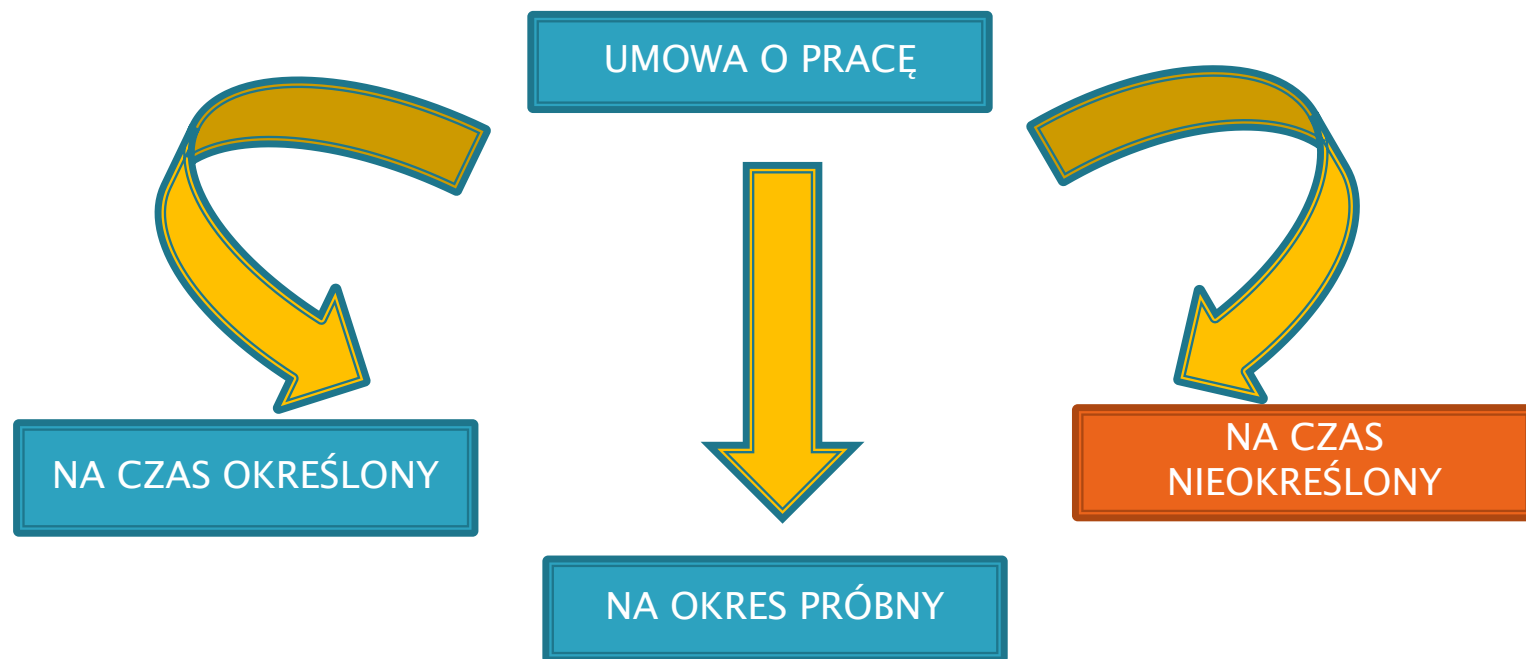 UMOWA O PRACĘ
NA CZAS OKREŚLONY
NA CZAS
NIEOKREŚLONY
NA OKRES PRÓBNY